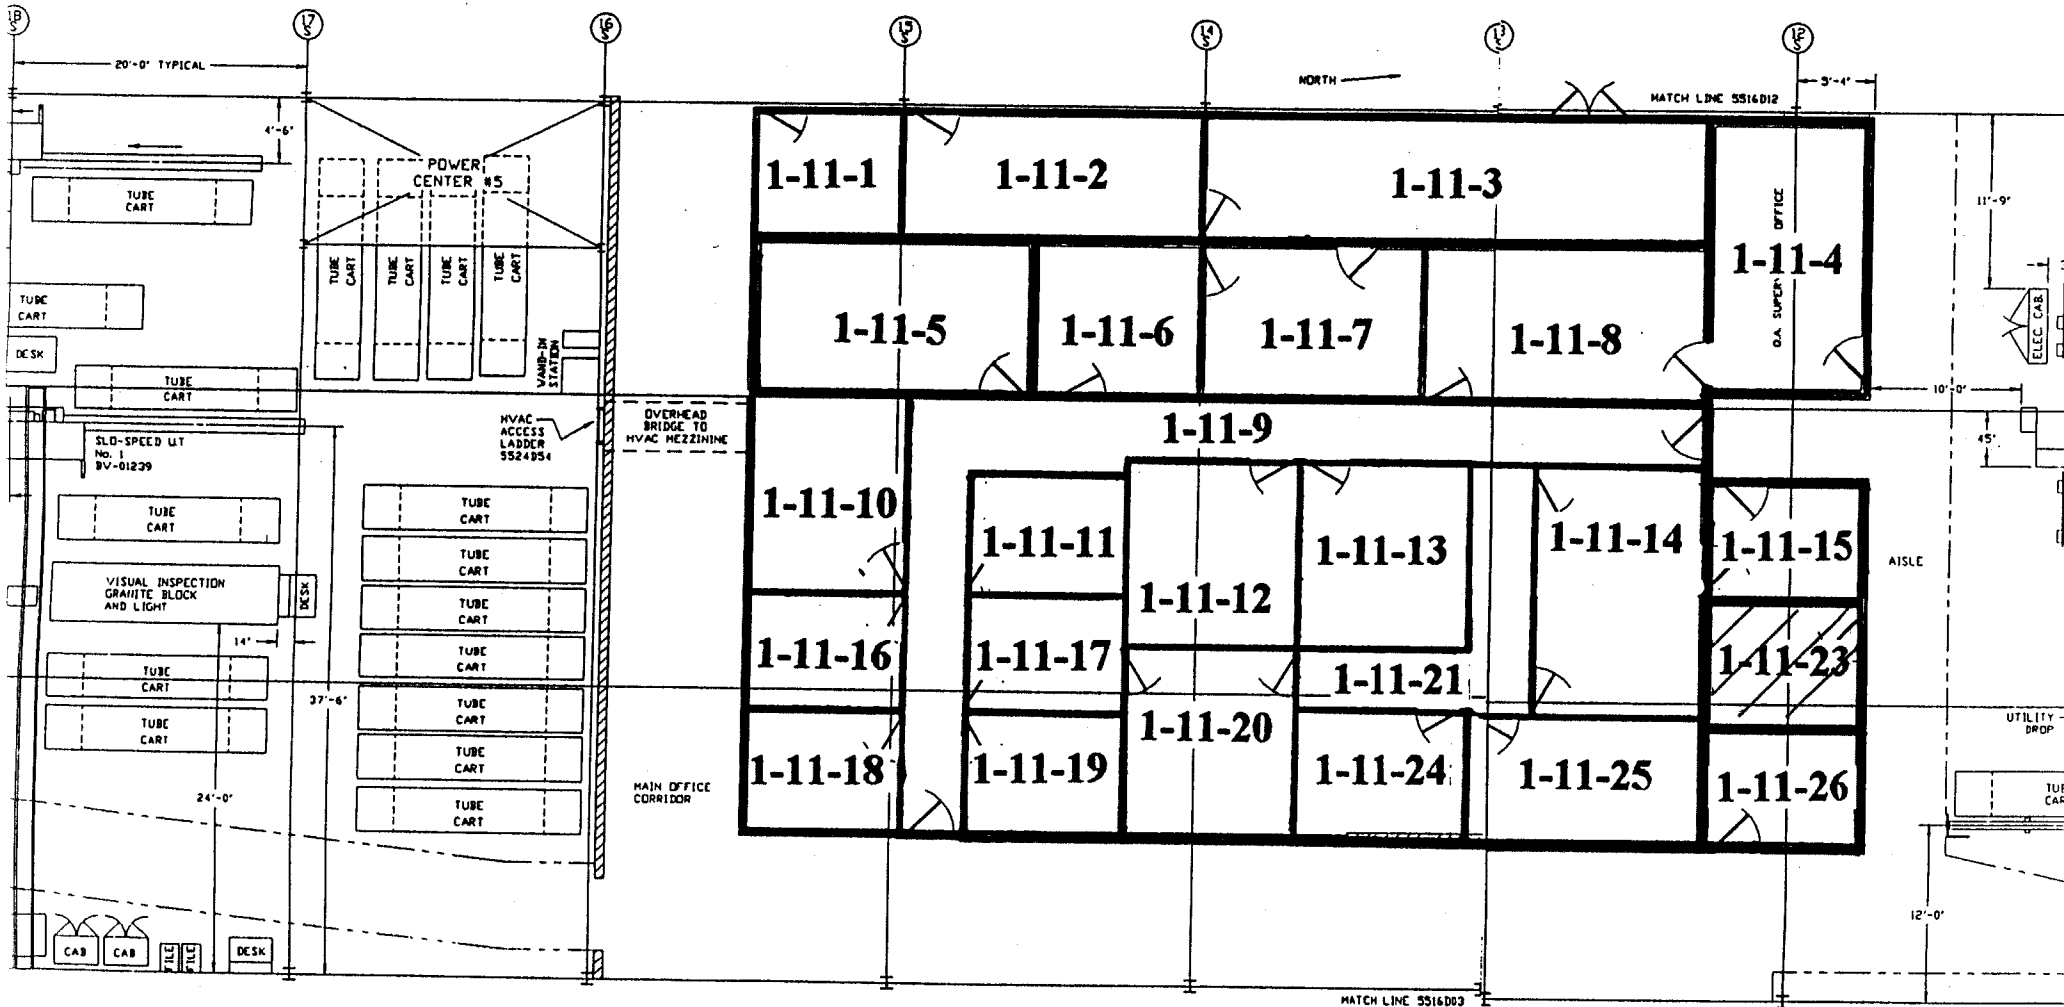 18
S
17
S
16
S
15
S
14
S
13
S
12
S
20'-0" TYPICAL
NORTH
MATCH LINE 5516D12
5'-4"
4'-6"
POWER
CENTER #5
TUBE
CART
TUBE
CART
TUBE
CART
TUBE
CART
TUBE
CART
TUBE
CART
DESK
TUBE
CART
WAND-IN
STATION
HVAC
ACCESS
LADDER
5524D54
OVERHEAD
BRIDGE TO
HVAC MEZZININE
SLO-SPEED UT
No. 1
BV-01239
TUBE
CART
VISUAL INSPECTION
GRANITE BLOCK
AND LIGHT
DESK
14"
TUBE
CART
TUBE
CART
37'-6"
24'-0"
TUBE
CART
TUBE
CART
TUBE
CART
TUBE
CART
TUBE
CART
TUBE
CART
TUBE
CART
CAB
CAB
FILE
FILE
DESK
MAIN OFFICE
CORRIDOR
1-11-1
1-11-2
1-11-3
Q.A. SUPERV OFFICE
1-11-4
1-11-5
1-11-6
1-11-7
1-11-8
1-11-9
1-11-10
1-11-11
1-11-12
1-11-13
1-11-14
1-11-15
1-11-16
1-11-17
1-11-18
1-11-19
1-11-20
1-11-21
1-11-23
1-11-24
1-11-25
1-11-26
11'-9"
ELEC. CAB.
10'-0"
45"
AISLE
UTILITY
DROP
12'-0"
MATCH LINE 5516D03